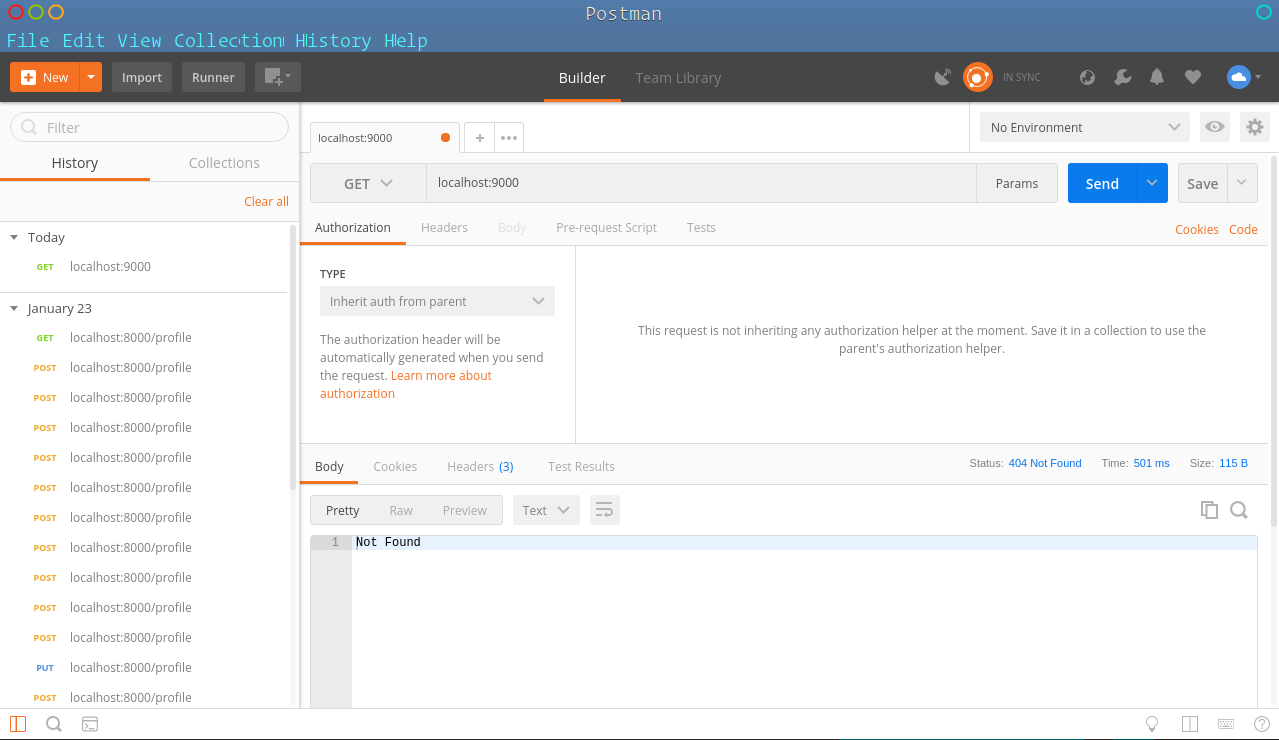 Postman
File Edit View Collection History Help
New Import Runner Builder Team Library IN SYNC
Filter
History Collections
Clear all
Today
GET localhost:9000
January 23
GET localhost:8000/profile
POST localhost:8000/profile
POST localhost:8000/profile
POST localhost:8000/profile
POST localhost:8000/profile
POST localhost:8000/profile
POST localhost:8000/profile
POST localhost:8000/profile
POST localhost:8000/profile
POST localhost:8000/profile
POST localhost:8000/profile
PUT localhost:8000/profile
POST localhost:8000/profile
localhost:9000 No Environment
GET localhost:9000 Params Send Save
Authorization Headers Body Pre-request Script Tests Cookies Code
TYPE
Inherit auth from parent
The authorization header will be
automatically generated when you send
the request. Learn more about
authorization
This request is not inheriting any authorization helper at the moment. Save it in a collection to use the
parent's authorization helper.
Body Cookies Headers (3) Test Results Status: 404 Not Found Time: 501 ms Size: 115 B
Pretty Raw Preview Text
1 Not Found